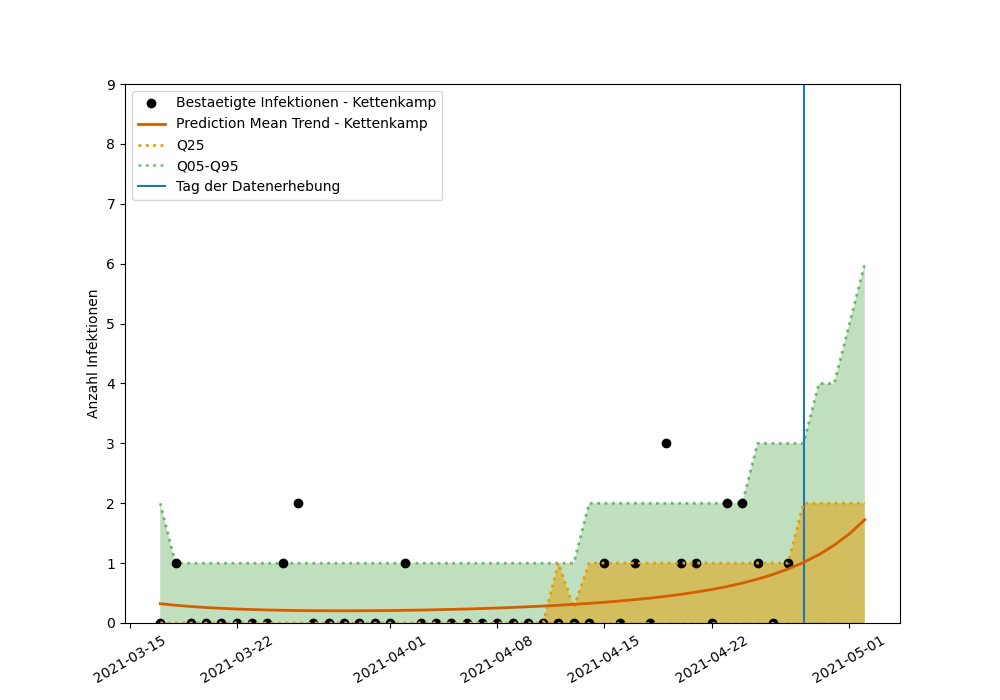 9
8
7
6
5
4
3
2
1
0
Anzahl Infektionen
Bestaetigte Infektionen - Kettenkamp
Prediction Mean Trend - Kettenkamp
Q25
Q05-Q95
Tag der Datenerhebung
2021-03-15
2021-03-22
2021-04-01
2021-04-08
2021-04-15
2021-04-22
2021-05-01